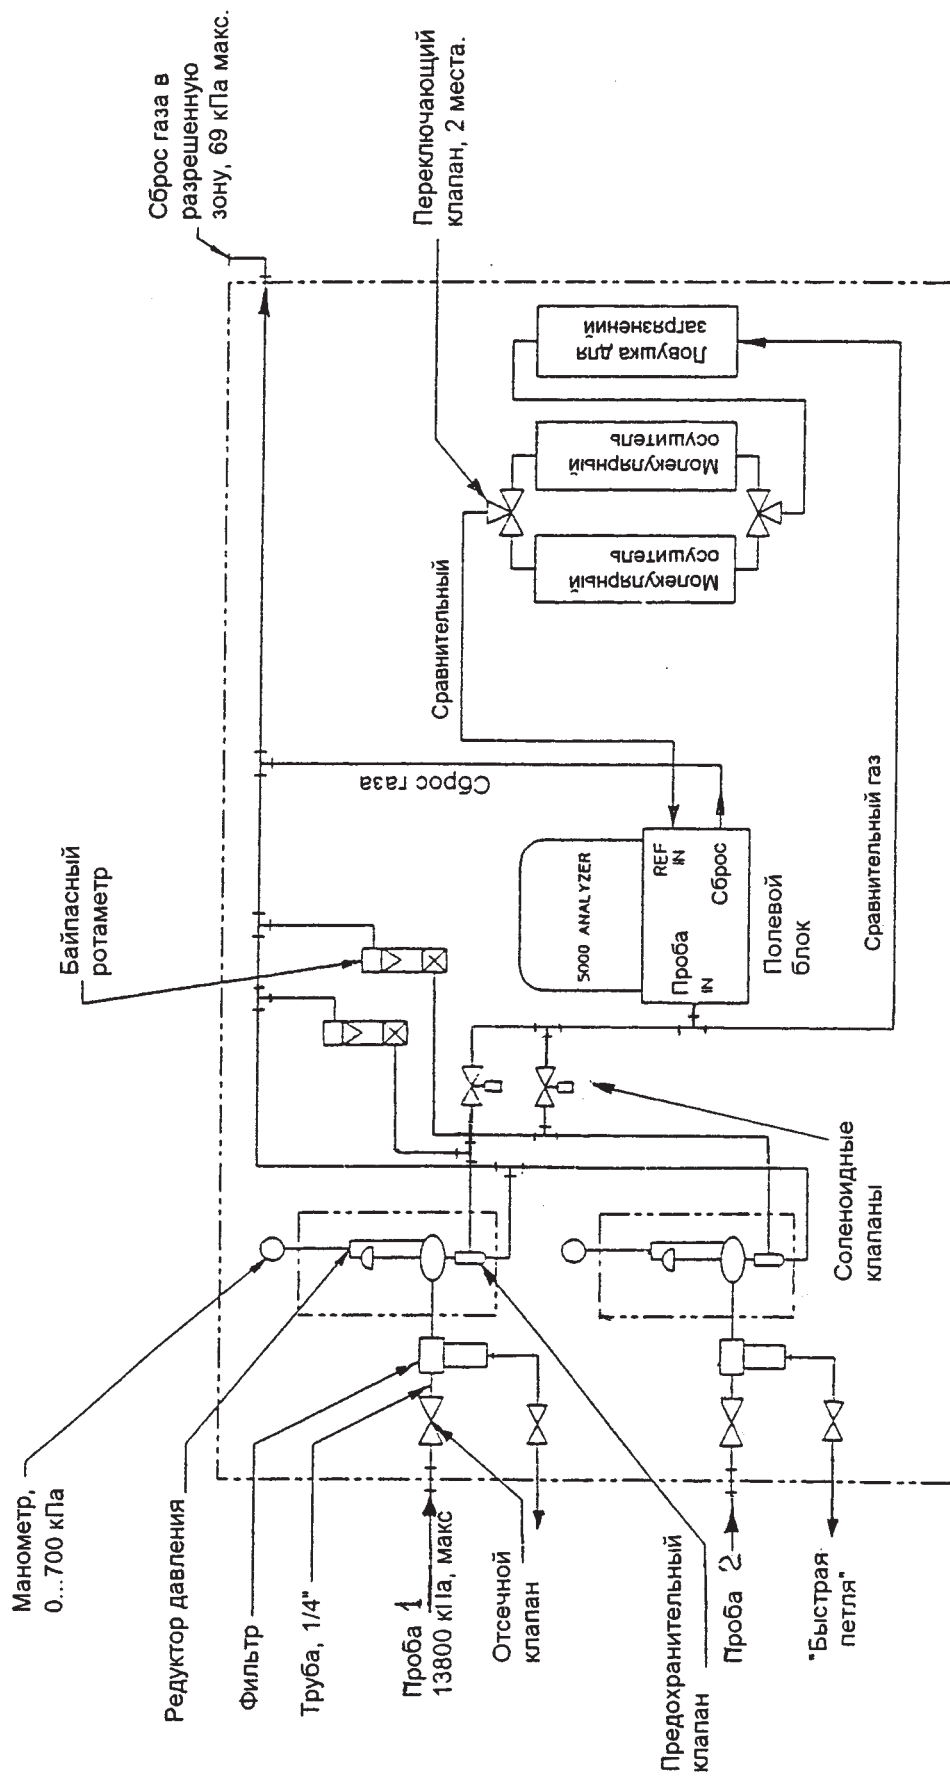 Манометр,
0...700 кПа
Редуктор давления
Фильтр
Труба, 1/4"
Проба 1
13800 кПа, макс
Отсечной
клапан
Предохранительный
клапан
Проба 2
"Быстрая
петля"
Байпасный
ротаметр
Соленоидные
клапаны
5000 ANALYZER
Проба
IN
REF
IN
Сброс
Полевой
блок
Сброс газа
Сравнительный
Сравнительный газ
Молекулярный
осушитель
Молекулярный
осушитель
Ловушка для
загрязнений
Сброс газа в
разрешенную
зону, 69 кПа макс.
Переключающий
клапан, 2 места.